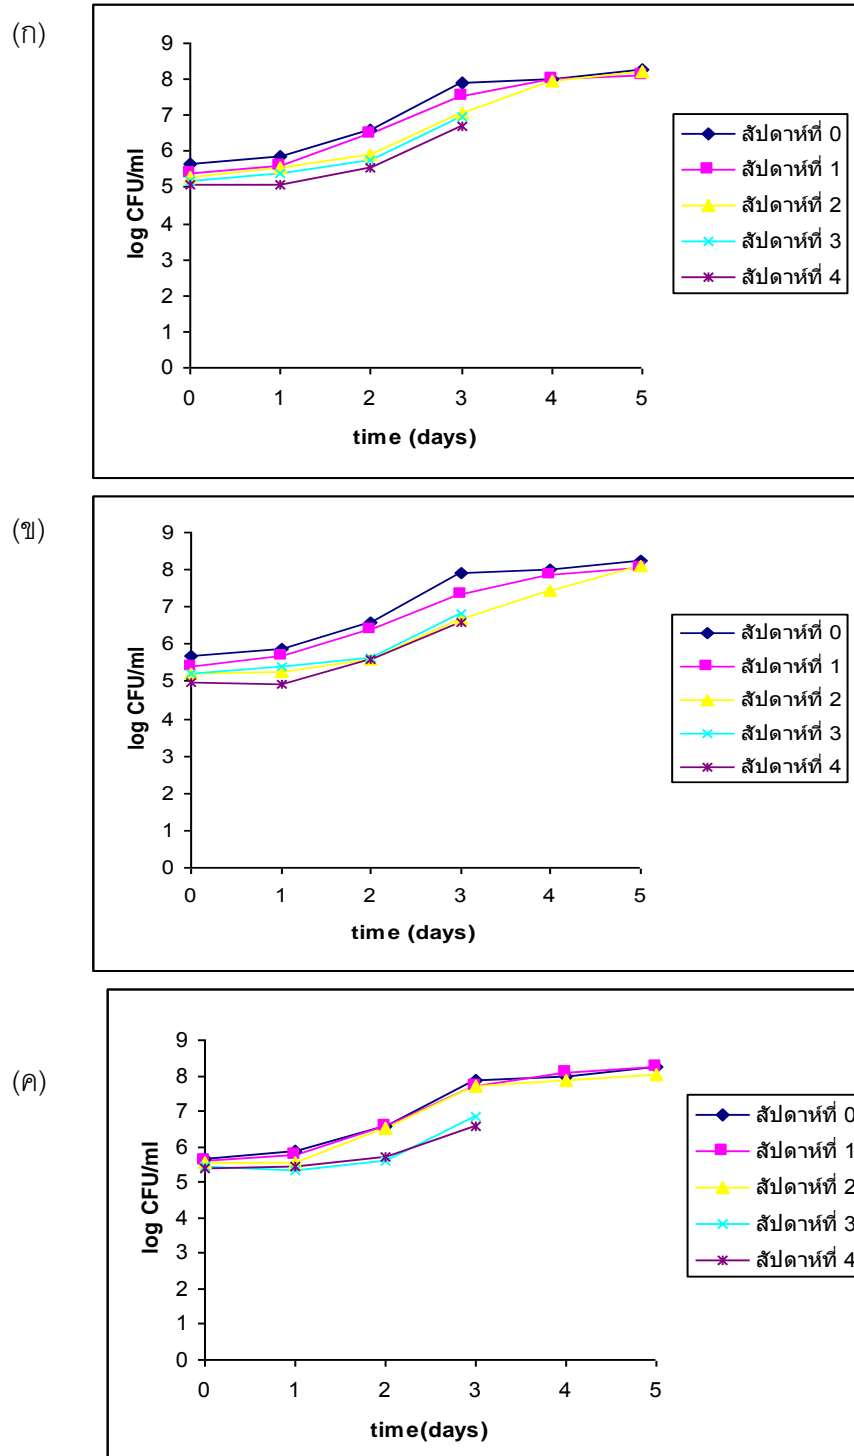 (ก)
9
8
7
6
5
4
3
2
1
0
log CFU/ml
0 1 2 3 4 5
time (days)
สัปดาห์ที่ 0
สัปดาห์ที่ 1
สัปดาห์ที่ 2
สัปดาห์ที่ 3
สัปดาห์ที่ 4
(ข)
9
8
7
6
5
4
3
2
1
0
log CFU/ml
0 1 2 3 4 5
time (days)
สัปดาห์ที่ 0
สัปดาห์ที่ 1
สัปดาห์ที่ 2
สัปดาห์ที่ 3
สัปดาห์ที่ 4
(ค)
9
8
7
6
5
4
3
2
1
0
log CFU/ml
0 1 2 3 4 5
time(days)
สัปดาห์ที่ 0
สัปดาห์ที่ 1
สัปดาห์ที่ 2
สัปดาห์ที่ 3
สัปดาห์ที่ 4